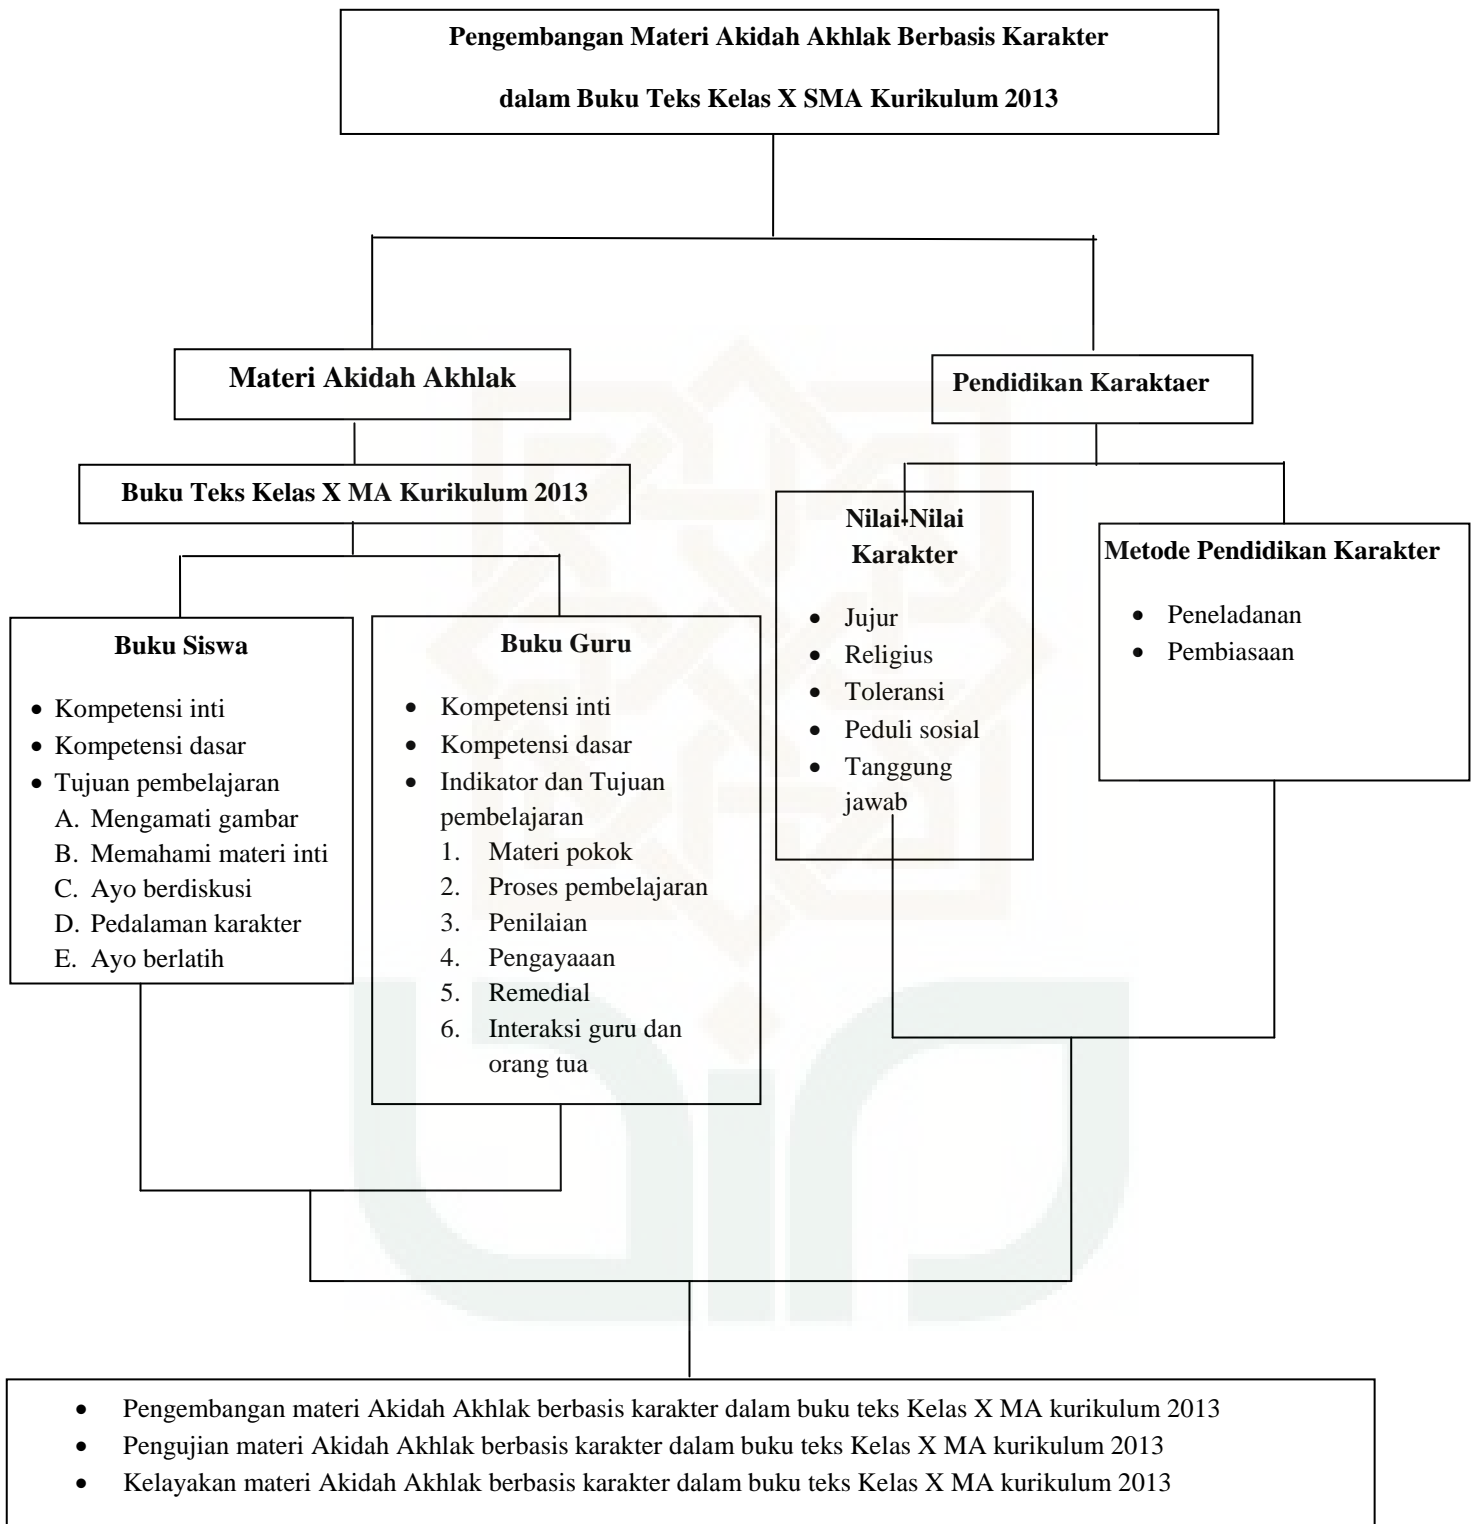 Pengembangan Materi Akidah Akhlak Berbasis Karakter
dalam Buku Teks Kelas X SMA Kurikulum 2013
Materi Akidah Akhlak
Pendidikan Karaktaer
Buku Teks Kelas X MA Kurikulum 2013
Buku Siswa
• Kompetensi inti
• Kompetensi dasar
• Tujuan pembelajaran
A. Mengamati gambar
B. Memahami materi inti
C. Ayo berdiskusi
D. Pedalaman karakter
E. Ayo berlatih
Buku Guru
• Kompetensi inti
• Kompetensi dasar
• Indikator dan Tujuan
pembelajaran
1. Materi pokok
2. Proses pembelajaran
3. Penilaian
4. Pengayaaan
5. Remedial
6. Interaksi guru dan
orang tua
Nilai-Nilai
Karakter
• Jujur
• Religius
• Toleransi
• Peduli sosial
• Tanggung
jawab
Metode Pendidikan Karakter
• Peneladanan
• Pembiasaan
• Pengembangan materi Akidah Akhlak berbasis karakter dalam buku teks Kelas X MA kurikulum 2013
• Pengujian materi Akidah Akhlak berbasis karakter dalam buku teks Kelas X MA kurikulum 2013
• Kelayakan materi Akidah Akhlak berbasis karakter dalam buku teks Kelas X MA kurikulum 2013